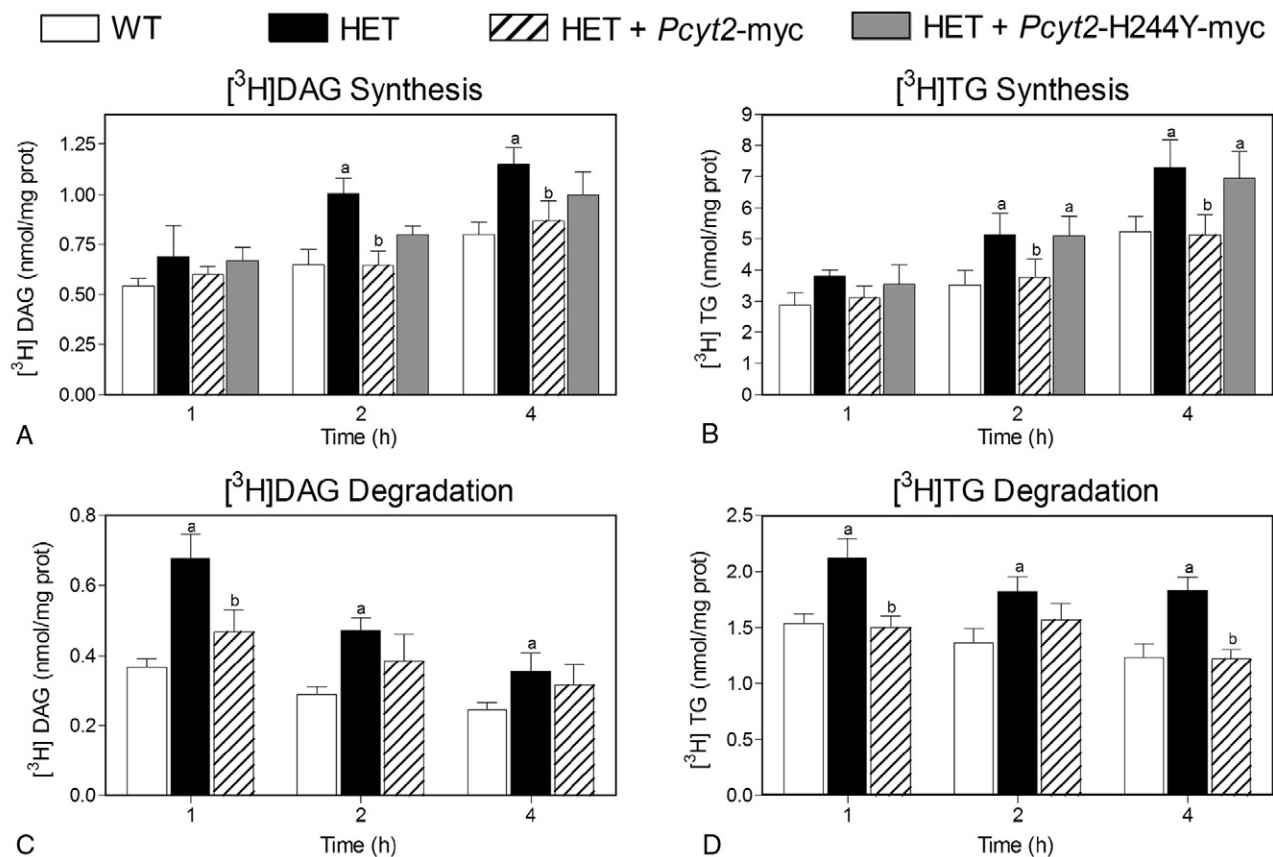 WT HET HET + Pcyt2-myc HET + Pcyt2-H244Y-myc
[³H]DAG Synthesis
[³H] DAG (nmol/mg prot)
1.25
1.00
0.75
0.50
0.25
0.00
a
b
a
b
1 2 4
Time (h)
A
[³H]TG Synthesis
[³H] TG (nmol/mg prot)
9
8
7
6
5
4
3
2
1
0
a
b
a
a
b
a
1 2 4
Time (h)
B
[³H]DAG Degradation
[³H] DAG (nmol/mg prot)
0.8
0.6
0.4
0.2
0.0
a
b
a
a
1 2 4
Time (h)
C
[³H]TG Degradation
[³H] TG (nmol/mg prot)
2.5
2.0
1.5
1.0
0.5
0.0
a
b
a
a
b
1 2 4
Time (h)
D